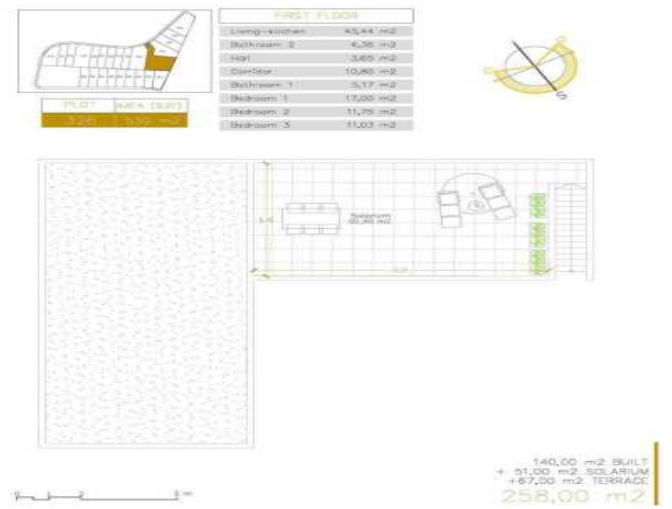 FIRST FLOOR
Living-kitchen 43,44 m2
Bathroom 2 4,36 m2
Hall 3,65 m2
Corridor 10,80 m2
Bathroom 1 5,17 m2
Bedroom 1 17,00 m2
Bedroom 2 11,75 m2
Bedroom 3 11,03 m2
PLOT AREA
328 530 m2
S
Solarium
140,00 m2 BUILT
+ 51,00 m2 SOLARIUM
+67,00 m2 TERRACE
258,00 m2